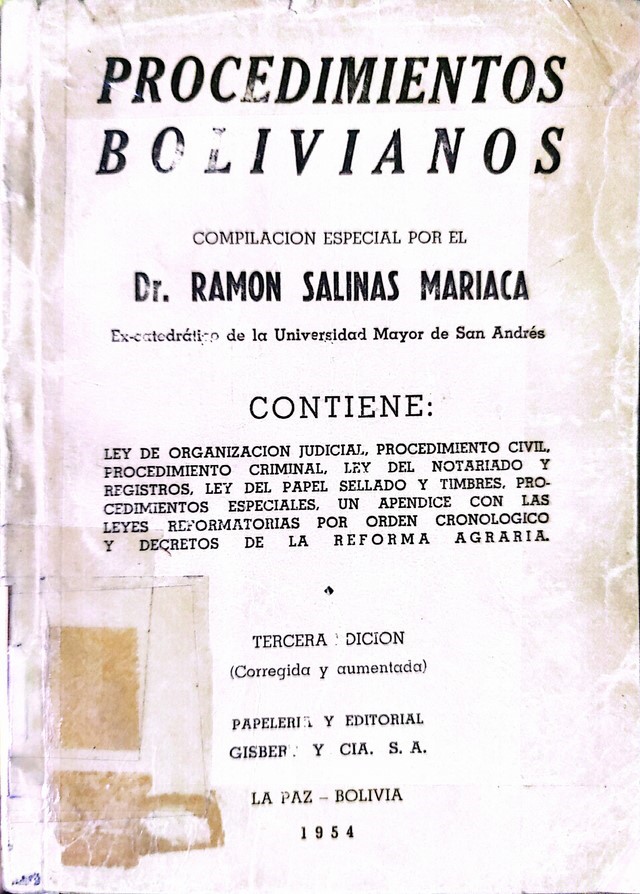 PROCEDIMIENTOS
BOLIVIANOS
COMPILACION ESPECIAL POR EL
Dr. RAMON SALINAS MARIACA
Ex-catedrático de la Universidad Mayor de San Andrés
CONTIENE:
LEY DE ORGANIZACION JUDICIAL, PROCEDIMIENTO CIVIL,
PROCEDIMIENTO CRIMINAL, LEY DEL NOTARIADO Y
REGISTROS, LEY DEL PAPEL SELLADO Y TIMBRES, PRO-
CEDIMIENTOS ESPECIALES, UN APENDICE CON LAS
LEYES REFORMATORIAS POR ORDEN CRONOLOGICO
Y DECRETOS DE LA REFORMA AGRARIA.
TERCERA EDICION
(Corregida y aumentada)
PAPELERIA Y EDITORIAL
GISBERT Y CIA. S. A.
LA PAZ – BOLIVIA
1954